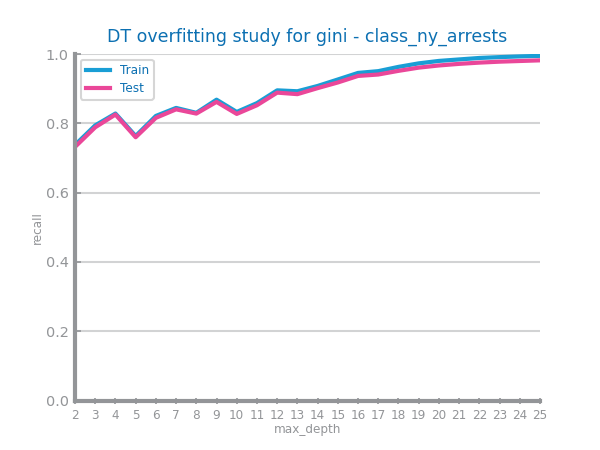 DT overfitting study for gini - class_ny_arrests
1.0
Train
Test
0.8
0.6
recall
0.4
0.2
0.0
2 3 4 5 6 7 8 9 10 11 12 13 14 15 16 17 18 19 20 21 22 23 24 25
max_depth